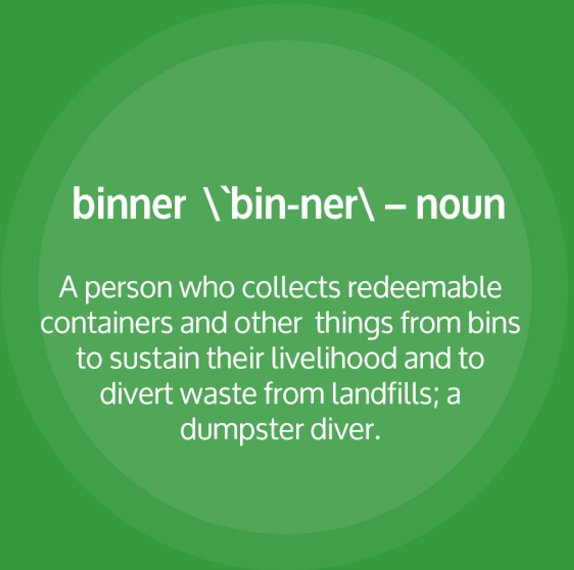 binner \`bin-ner\ – noun
A person who collects redeemable
containers and other things from bins
to sustain their livelihood and to
divert waste from landfills; a
dumpster diver.